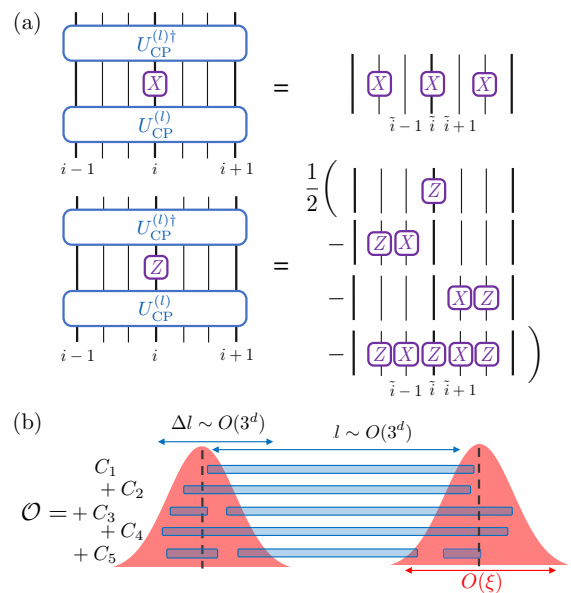 (a)
U_CP^(l)†
X
U_CP^(l)
i − 1 i i + 1
=
X X X
ĩ − 1 ĩ ĩ + 1
U_CP^(l)†
Z
U_CP^(l)
i − 1 i i + 1
=
1/2 ( Z
− Z X
− X Z
− Z X Z X Z )
ĩ − 1 ĩ ĩ + 1
(b)
Δl ∼ O(3^d) l ∼ O(3^d)
C_1
+ C_2
𝒪 = + C_3
+ C_4
+ C_5
O(ξ)